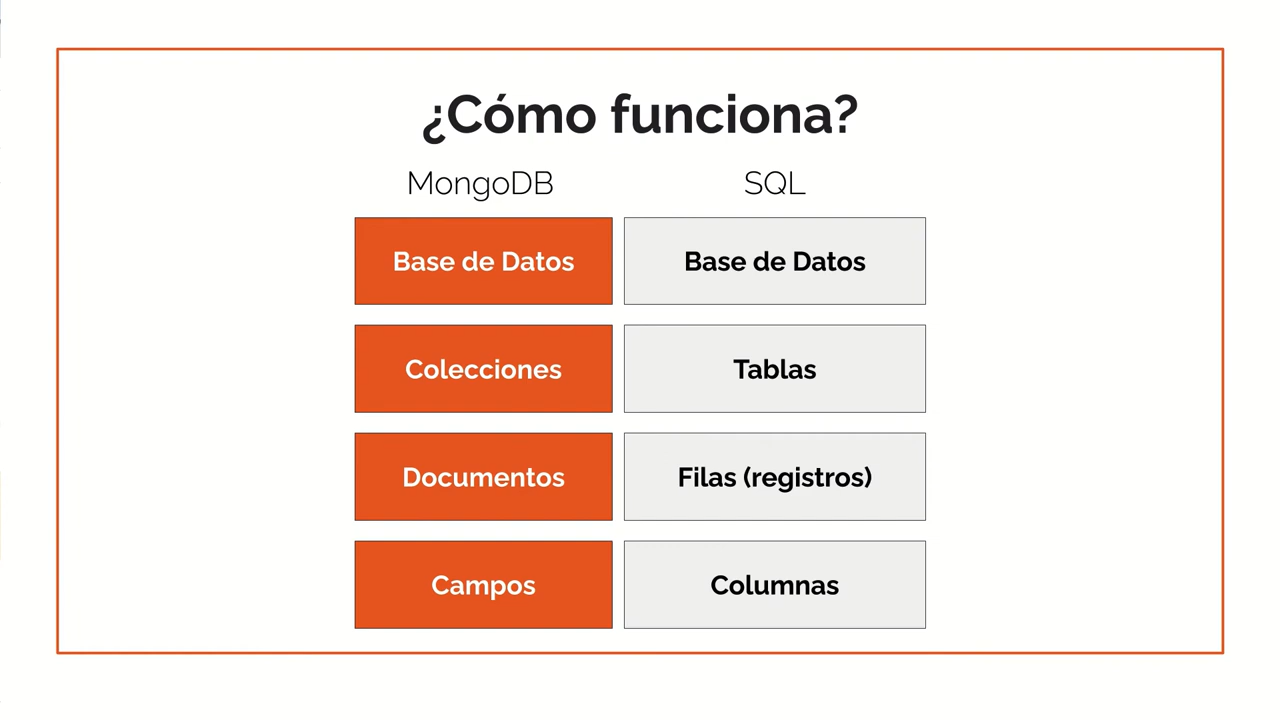 ¿Cómo funciona?
MongoDB SQL
Base de Datos Base de Datos
Colecciones Tablas
Documentos Filas (registros)
Campos Columnas